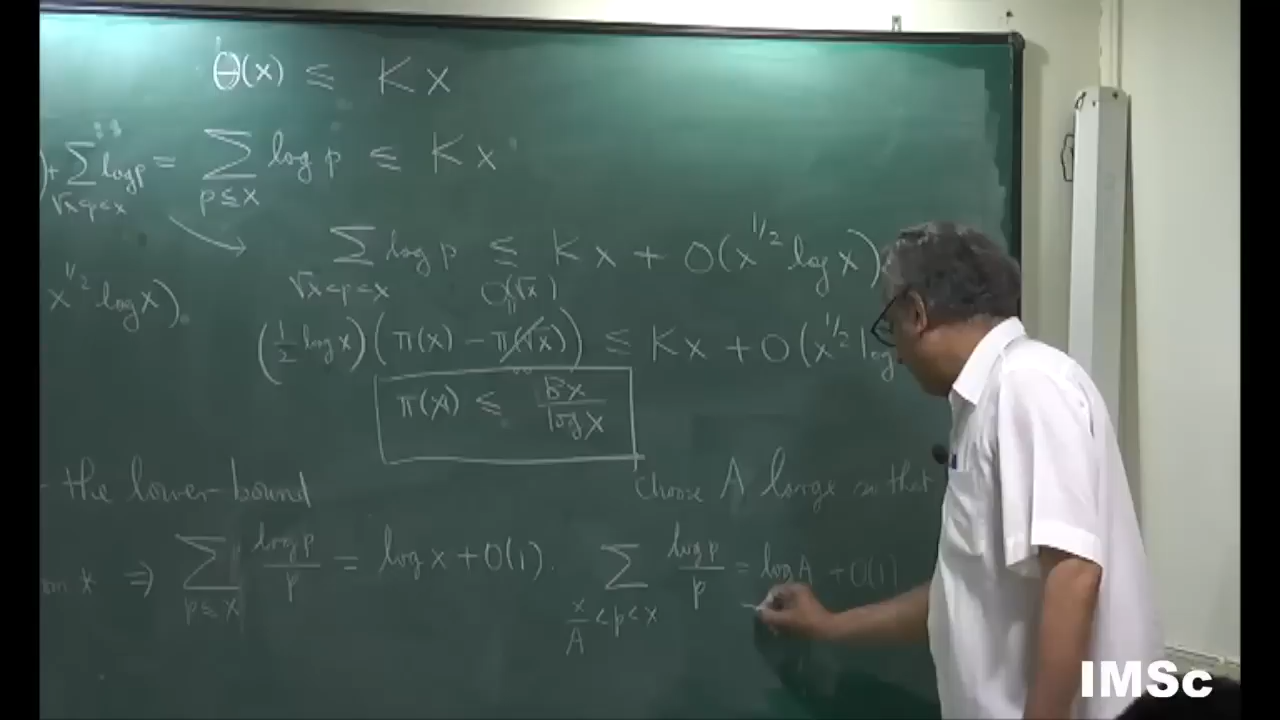 Θ(x) ≤ Kx
) + ∑_{√x<p<x} log p = ∑_{p≤x} log p ≤ Kx
∑_{√x<p<x} log p ≤ Kx + O(x^{1/2} log x)
x^{1/2} log x).
O(√x)
(1/2 log x)(π(x) − π(√x)) ≤ Kx + O(x^{1/2} log
π(x) ≤ Bx/log x
the lower-bound
Choose A large so that
⇒ ∑_{p≤x} log p/p = log x + O(1).
∑_{x/A<p<x} log p/p = log A + O(1)
IMSc